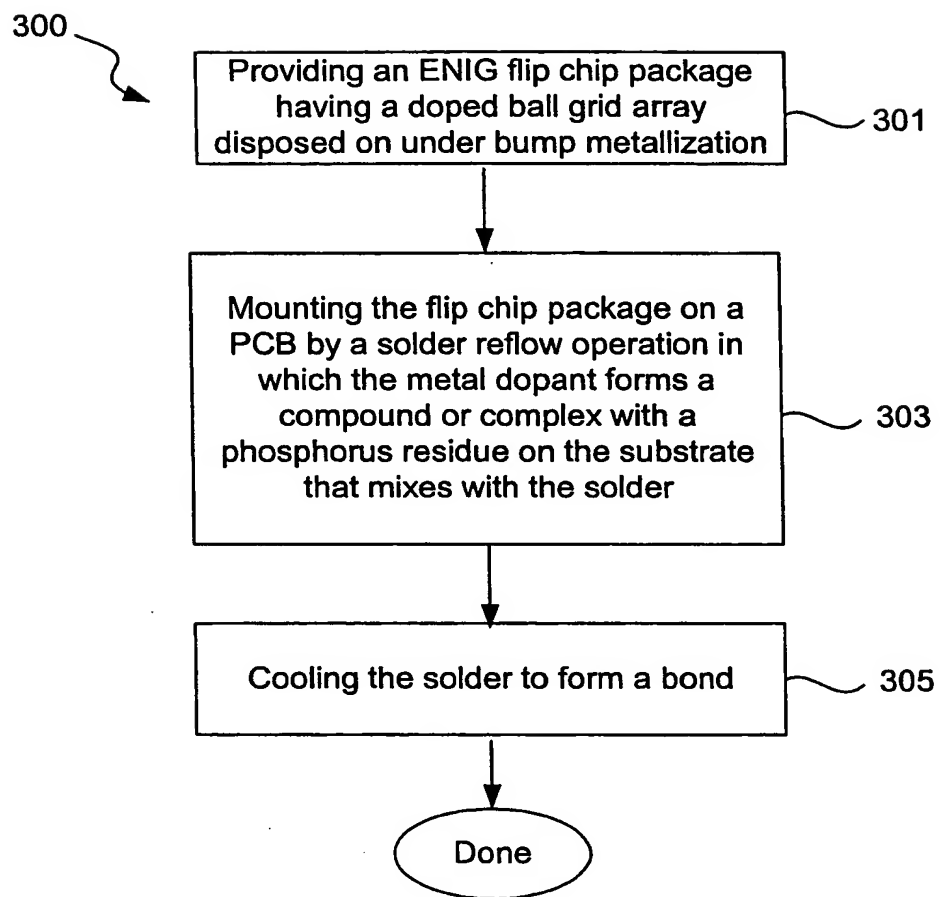 300
Providing an ENIG flip chip package
having a doped ball grid array
disposed on under bump metallization
301
Mounting the flip chip package on a
PCB by a solder reflow operation in
which the metal dopant forms a
compound or complex with a
phosphorus residue on the substrate
that mixes with the solder
303
Cooling the solder to form a bond
305
Done